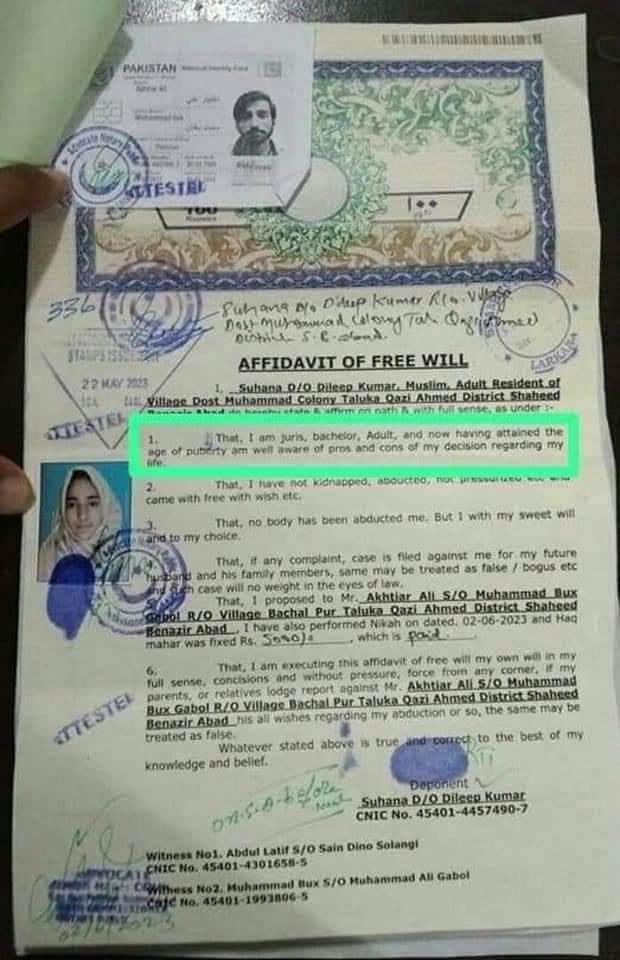 PAKISTAN National Identity Card
Akhtiar Ali
Muhammad Bux
Pakistan
ATTESTED
100
Rupees
۱۰۰
336
Suhana D/O Dileep Kumar R/o. Village
Dost Muhammad Colony Tal: Qazi Ahmed
District S. B. Abad.
LARKANA
STAMPS ISSUE
22 MAY 2023
ATTESTED
AFFIDAVIT OF FREE WILL
1, Suhana D/O Dileep Kumar, Muslim, Adult Resident of
Village Dost Muhammad Colony Taluka Qazi Ahmed District Shaheed
Benazir Abad do hereby state & affirm on oath & with full sense, as under :-
1. That, I am juris, bachelor, Adult, and now having attained the
age of puberty am well aware of pros and cons of my decision regarding my
life.
2. That, I have not kidnapped, abducted, not pressurized etc and
came with free with wish etc.
3. That, no body has been abducted me. But I with my sweet will
and to my choice.
4. That, if any complaint, case is filed against me for my future
husband and his family members, same may be treated as false / bogus etc
and such case will no weight in the eyes of law.
5. That, I proposed to Mr. Akhtiar Ali S/O Muhammad Bux
Gabol R/O Village Bachal Pur Taluka Qazi Ahmed District Shaheed
Benazir Abad , I have also performed Nikah on dated. 02-06-2023 and Haq
mahar was fixed Rs. 5000/= , which is paid.
6. That, I am executing this affidavit of free will my own will in my
full sense, concisions and without pressure, force from any corner, if my
parents, or relatives lodge report against Mr. Akhtiar Ali S/O Muhammad
Bux Gabol R/O Village Bachal Pur Taluka Qazi Ahmed District Shaheed
Benazir Abad his all wishes regarding my abduction or so, the same may be
treated as false.
Whatever stated above is true and correct to the best of my
knowledge and belief.
ATTESTED
Deponent
Suhana D/O Dileep Kumar
CNIC No. 45401-4457490-7
Witness No1. Abdul Latif S/O Sain Dino Solangi
CNIC No. 45401-4301658-5
Witness No2. Muhammad Bux S/O Muhammad Ali Gabol
CNIC No. 45401-1993806-5
ADVOCATE
02/6/2023